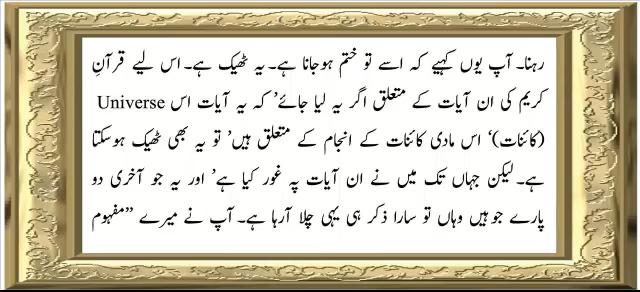 رہنا۔ آپ یوں کہیے کہ اسے تو ختم ہوجانا ہے۔ یہ ٹھیک ہے۔ اس لیے قرآنِ
کریم کی ان آیات کے متعلق اگر یہ لیا جائے’ کہ یہ آیات اس Universe
(کائنات)‘ اس مادی کائنات کے انجام کے متعلق ہیں’ تو یہ بھی ٹھیک ہوسکتا
ہے۔ لیکن جہاں تک میں نے ان آیات پہ غور کیا ہے’ اور یہ جو آخری دو
پارے جو ہیں وہاں تو سارا ذکر ہی یہی چلا آرہا ہے۔ آپ نے میرے ”مفہوم